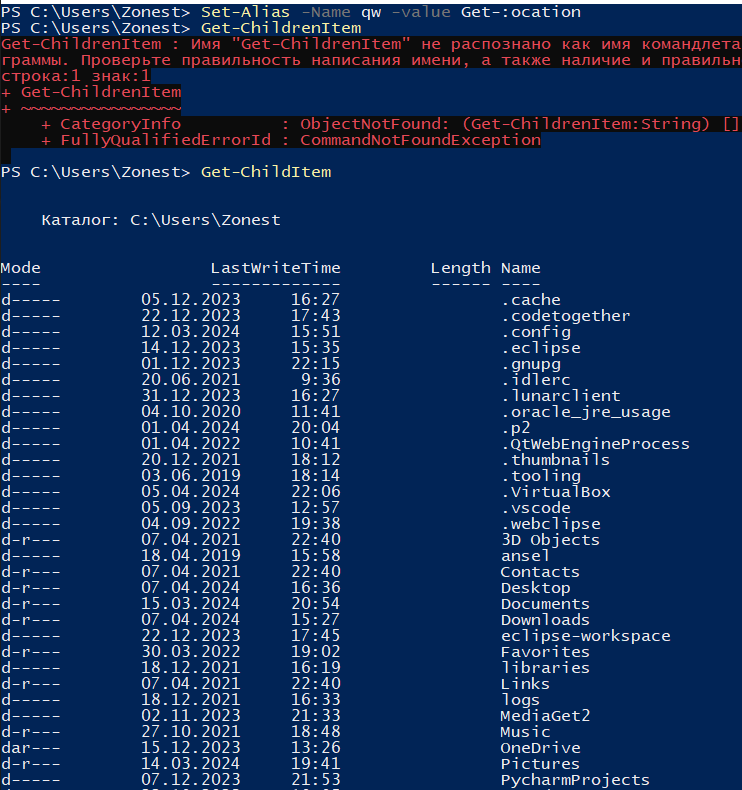 PS C:\Users\Zonest> Set-Alias -Name qw -value Get-:ocation
PS C:\Users\Zonest> Get-ChildrenItem
Get-ChildrenItem : Имя "Get-ChildrenItem" не распознано как имя командлета
граммы. Проверьте правильность написания имени, а также наличие и правильн
строка:1 знак:1
+ Get-ChildrenItem
+ ~~~~~~~~~~~~~~~~
+ CategoryInfo : ObjectNotFound: (Get-ChildrenItem:String) []
+ FullyQualifiedErrorId : CommandNotFoundException
PS C:\Users\Zonest> Get-ChildItem
Каталог: C:\Users\Zonest
Mode LastWriteTime Length Name
---- ------------- ------ ----
d----- 05.12.2023 16:27 .cache
d----- 22.12.2023 17:43 .codetogether
d----- 12.03.2024 15:51 .config
d----- 14.12.2023 15:35 .eclipse
d----- 01.12.2023 22:15 .gnupg
d----- 20.06.2021 9:36 .idlerc
d----- 31.12.2023 16:27 .lunarclient
d----- 04.10.2020 11:41 .oracle_jre_usage
d----- 01.04.2024 20:04 .p2
d----- 01.04.2022 10:41 .QtWebEngineProcess
d----- 20.12.2021 18:12 .thumbnails
d----- 03.06.2019 18:14 .tooling
d----- 05.04.2024 22:06 .VirtualBox
d----- 05.09.2023 12:57 .vscode
d----- 04.09.2022 19:38 .webclipse
d-r--- 07.04.2021 22:40 3D Objects
d----- 18.04.2019 15:58 ansel
d-r--- 07.04.2021 22:40 Contacts
d-r--- 07.04.2024 16:36 Desktop
d-r--- 15.03.2024 20:54 Documents
d-r--- 07.04.2024 15:27 Downloads
d----- 22.12.2023 17:45 eclipse-workspace
d-r--- 30.03.2022 19:02 Favorites
d----- 18.12.2021 16:19 libraries
d-r--- 07.04.2021 22:40 Links
d----- 18.12.2021 16:33 logs
d----- 02.11.2023 21:33 MediaGet2
d-r--- 27.10.2021 18:48 Music
dar--- 15.12.2023 13:26 OneDrive
d-r--- 14.03.2024 19:41 Pictures
d----- 07.12.2023 21:53 PycharmProjects